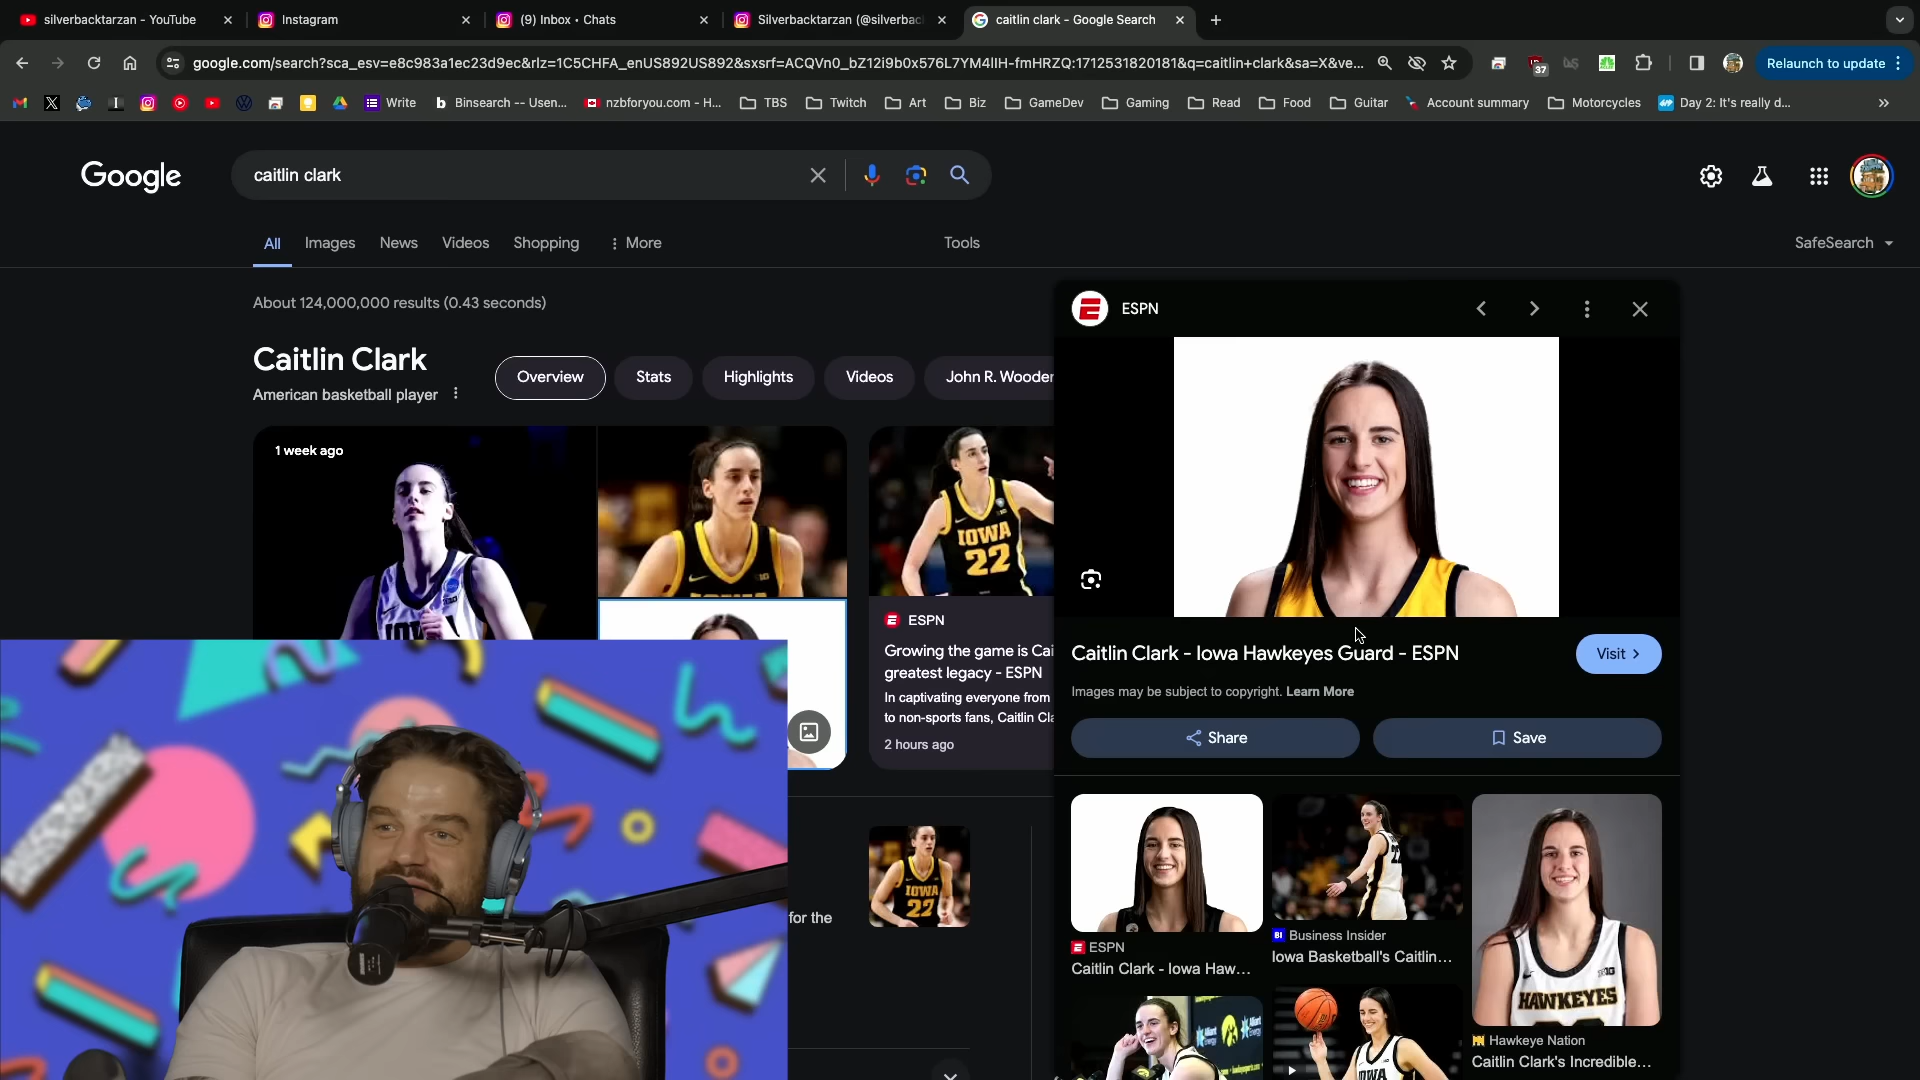 silverbacktarzan - YouTube
Instagram
(9) Inbox • Chats
Silverbacktarzan (@silverbac
caitlin clark - Google Search
google.com/search?sca_esv=e8c983a1ec23d9ec&rlz=1C5CHFA_enUS892US892&sxsrf=ACQVn0_bZ12i9b0x576L7YM4lIH-fmHRZQ:1712531820181&q=caitlin+clark&sa=X&ve...
37
Relaunch to update
Write
b Binsearch -- Usen...
nzbforyou.com - H...
TBS
Twitch
Art
Biz
GameDev
Gaming
Read
Food
Guitar
Account summary
Motorcycles
Day 2: It's really d...
Google
caitlin clark
All
Images
News
Videos
Shopping
More
Tools
SafeSearch
About 124,000,000 results (0.43 seconds)
Caitlin Clark
American basketball player
Overview
Stats
Highlights
Videos
John R. Wooden
1 week ago
IOWA
22
ESPN
Growing the game is Cai
greatest legacy - ESPN
In captivating everyone from
to non-sports fans, Caitlin Cla
2 hours ago
for the
IOWA
22
ESPN
Caitlin Clark - Iowa Hawkeyes Guard - ESPN
Visit
Images may be subject to copyright. Learn More
Share
Save
ESPN
Caitlin Clark - Iowa Haw...
22
BI Business Insider
Iowa Basketball's Caitlin...
HAWKEYES
Hawkeye Nation
Caitlin Clark's Incredible...
IOWA